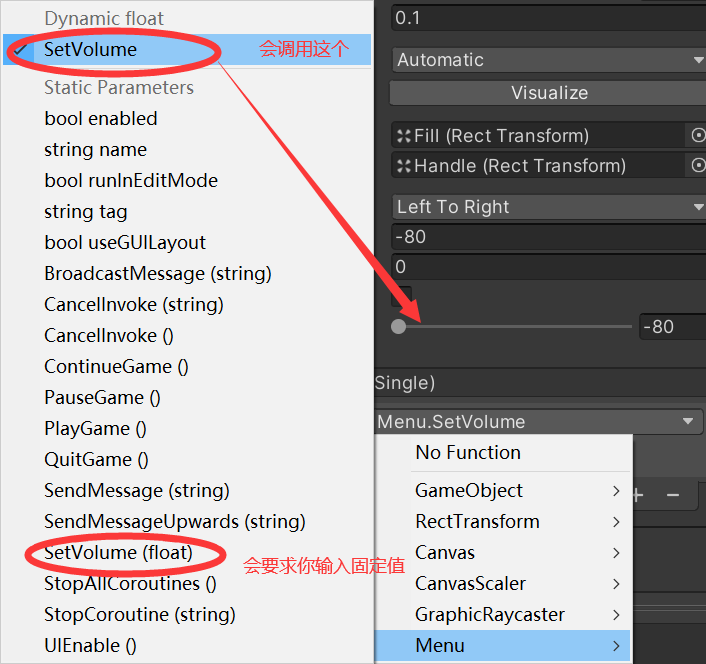 Dynamic float
SetVolume
会调用这个
Static Parameters
bool enabled
string name
bool runInEditMode
string tag
bool useGUILayout
BroadcastMessage (string)
CancelInvoke (string)
CancelInvoke ()
ContinueGame ()
PauseGame ()
PlayGame ()
QuitGame ()
SendMessage (string)
SendMessageUpwards (string)
SetVolume (float)
会要求你输入固定值
StopAllCoroutines ()
StopCoroutine (string)
UIEnable ()
0.1
Automatic
Visualize
Fill (Rect Transform)
Handle (Rect Transform)
Left To Right
-80
0
-80
Single)
Menu.SetVolume
No Function
GameObject
RectTransform
Canvas
CanvasScaler
GraphicRaycaster
Menu